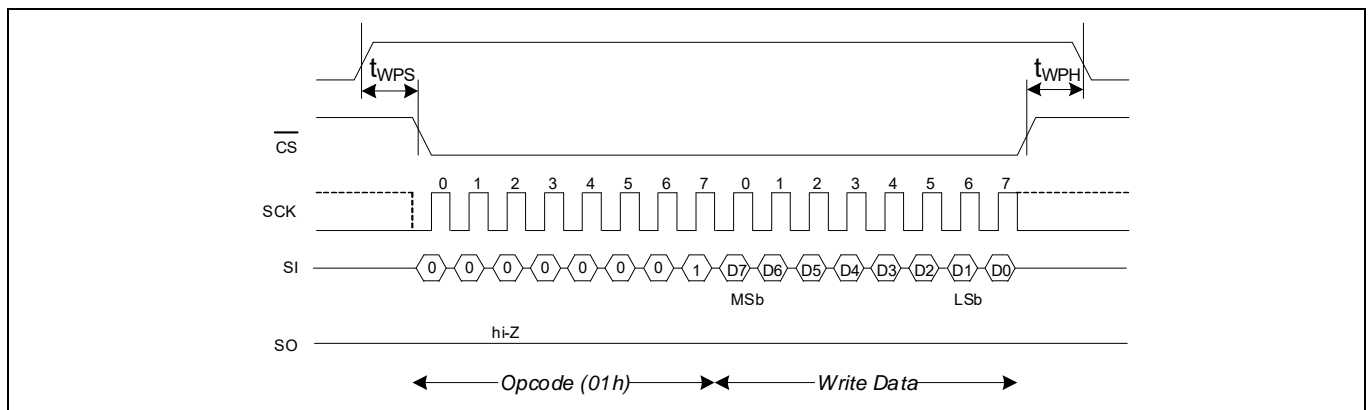 tWPS
tWPH
CS
0 1 2 3 4 5 6 7 0 1 2 3 4 5 6 7
SCK
SI 0 0 0 0 0 0 0 1 D7 D6 D5 D4 D3 D2 D1 D0
MSb LSb
hi-Z
SO
Opcode (01h) Write Data